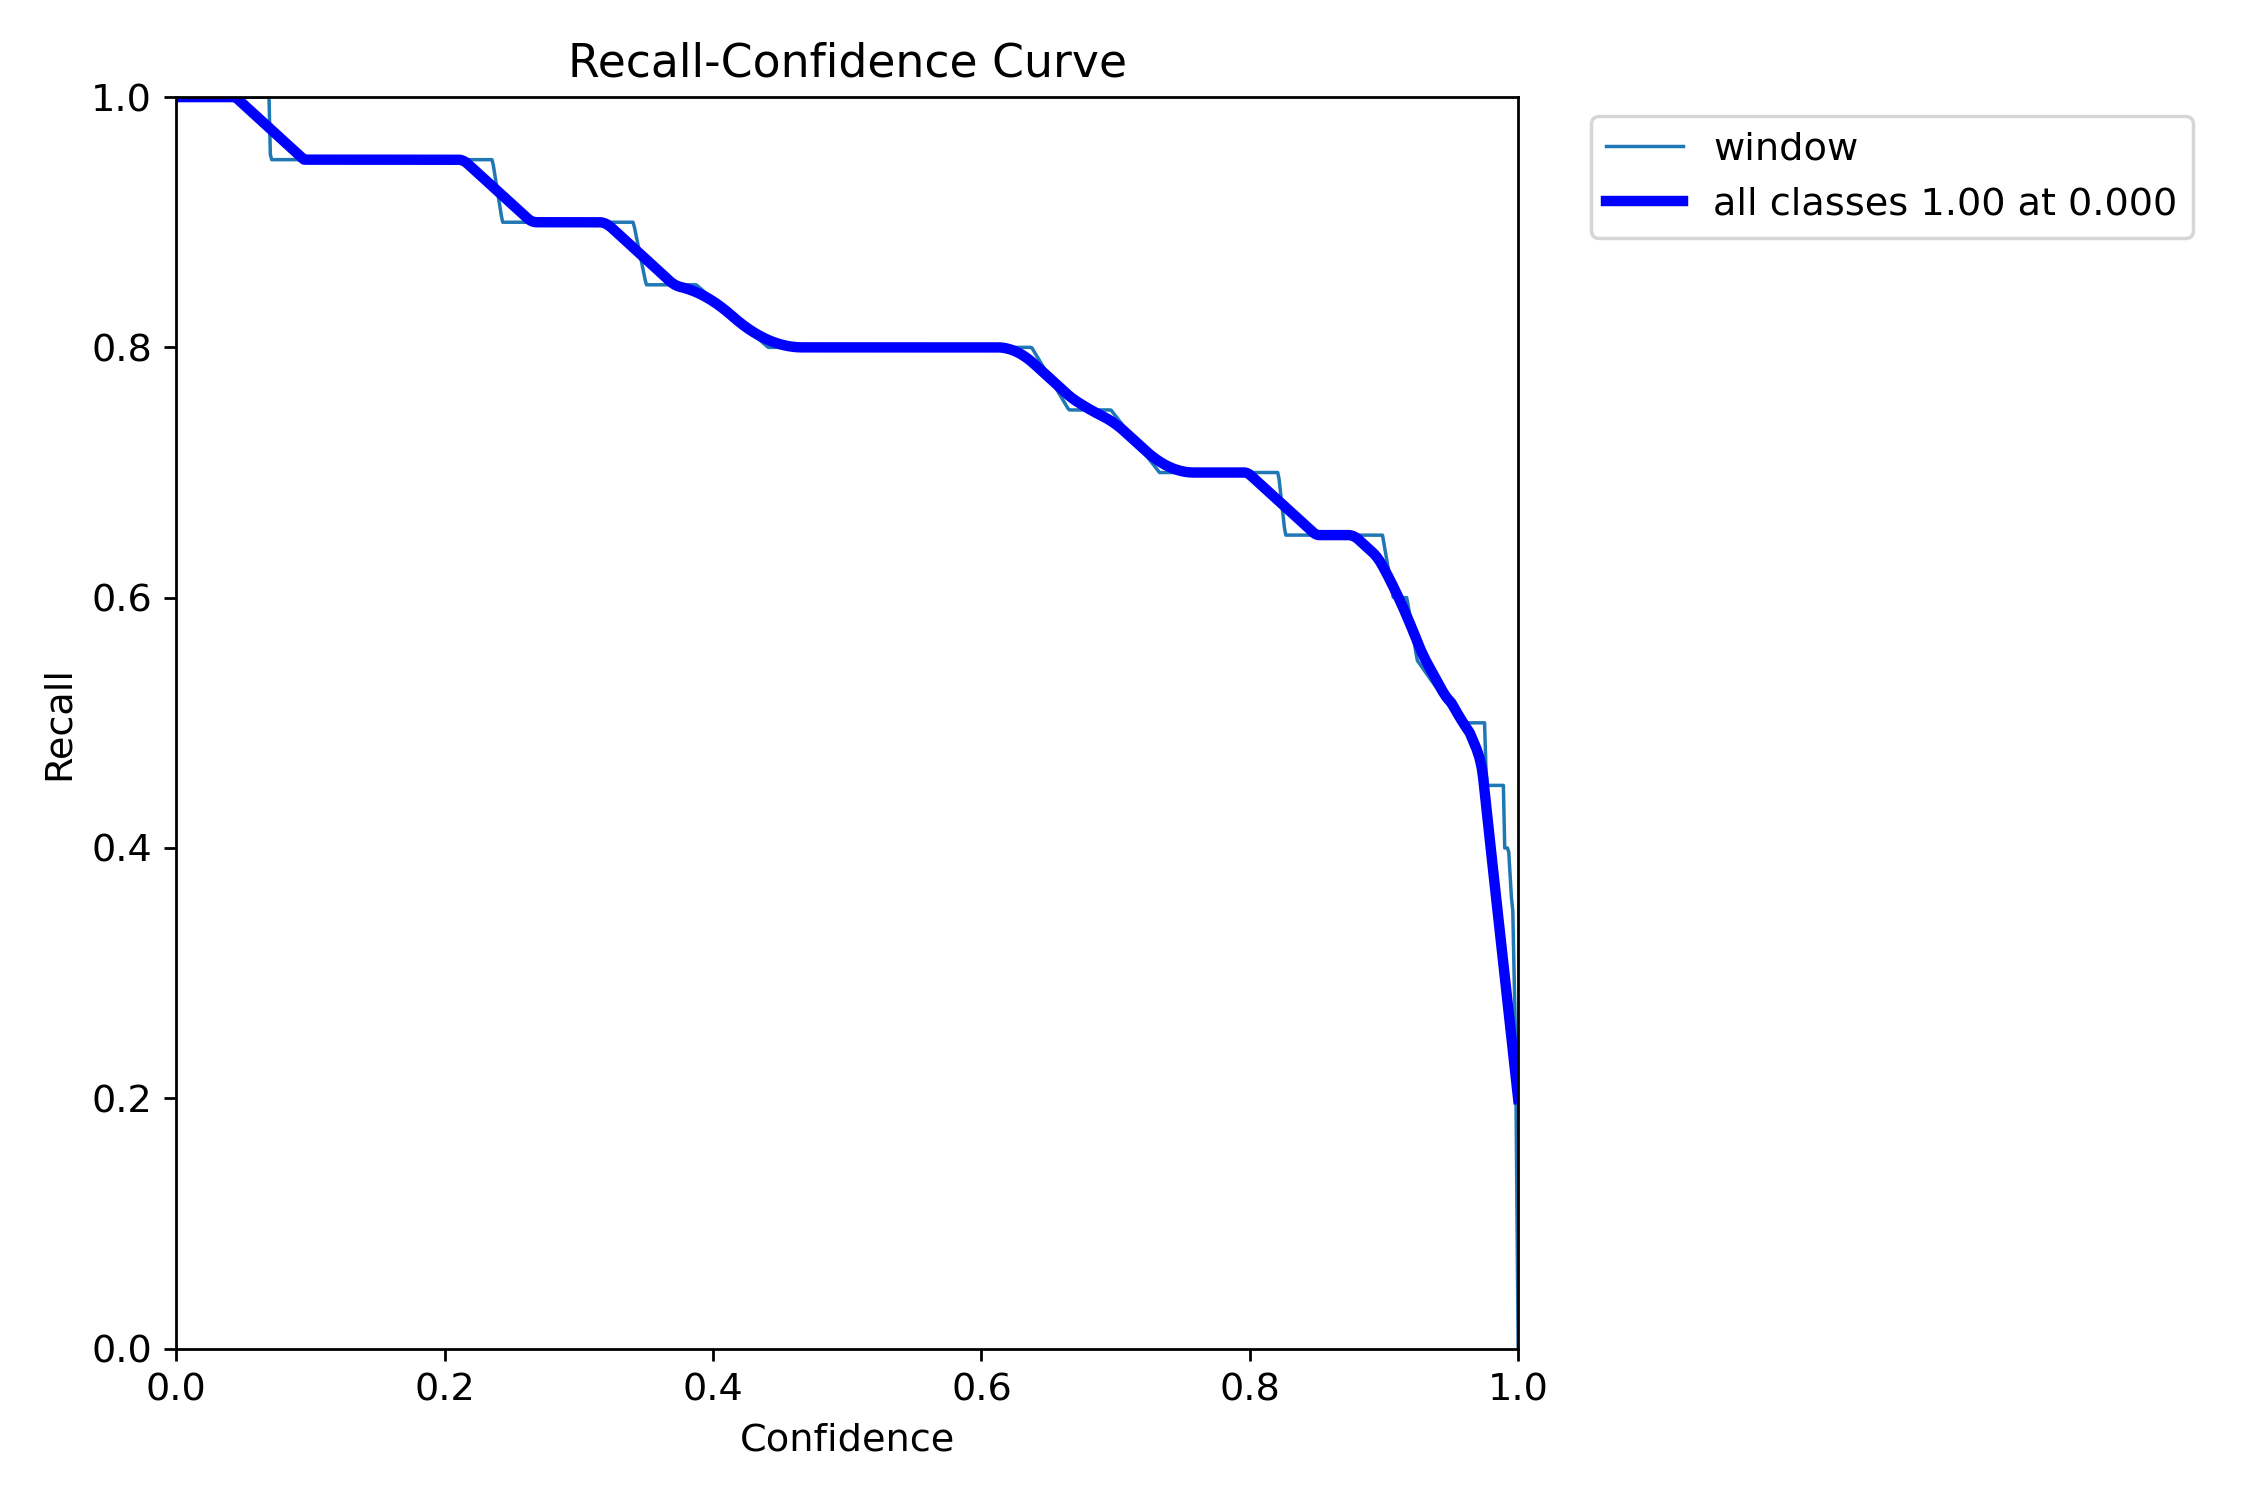 Recall-Confidence Curve
window
all classes 1.00 at 0.000
1.0
0.8
0.6
0.4
0.2
0.0
Recall
0.0 0.2 0.4 0.6 0.8 1.0
Confidence